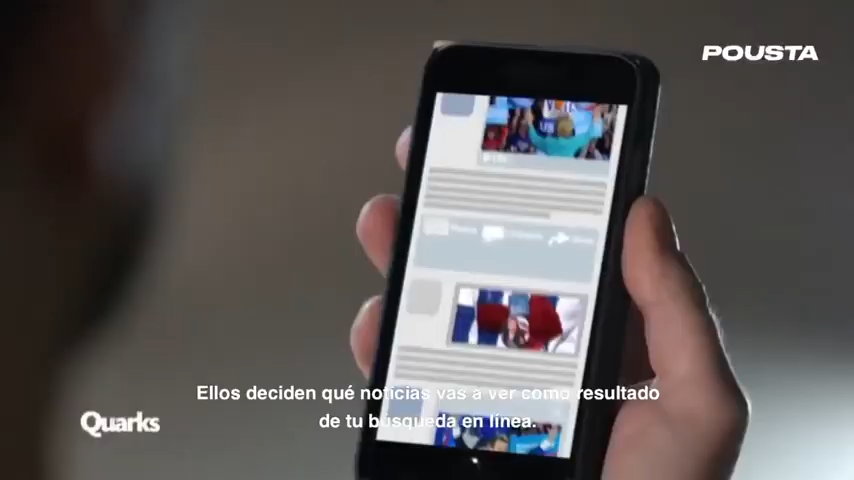 POUSTA
Ellos deciden qué noticias vas a ver como resultado
de tu búsqueda en línea.
Quarks